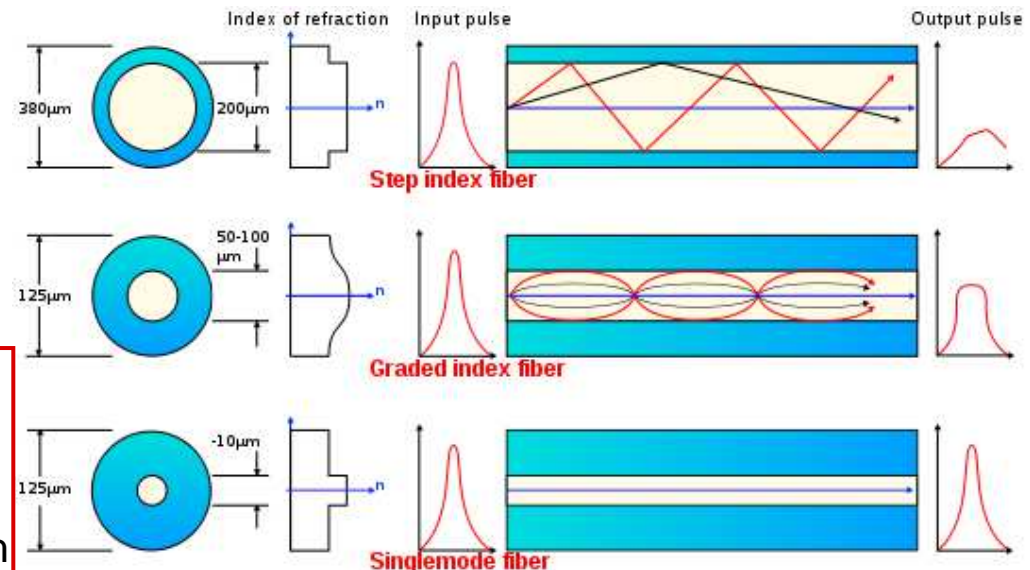 Index of refraction Input pulse Output pulse
380µm 200µm n
Step index fiber
50-100
µm
125µm n
Graded index fiber
-10µm
125µm n
n
Singlemode fiber